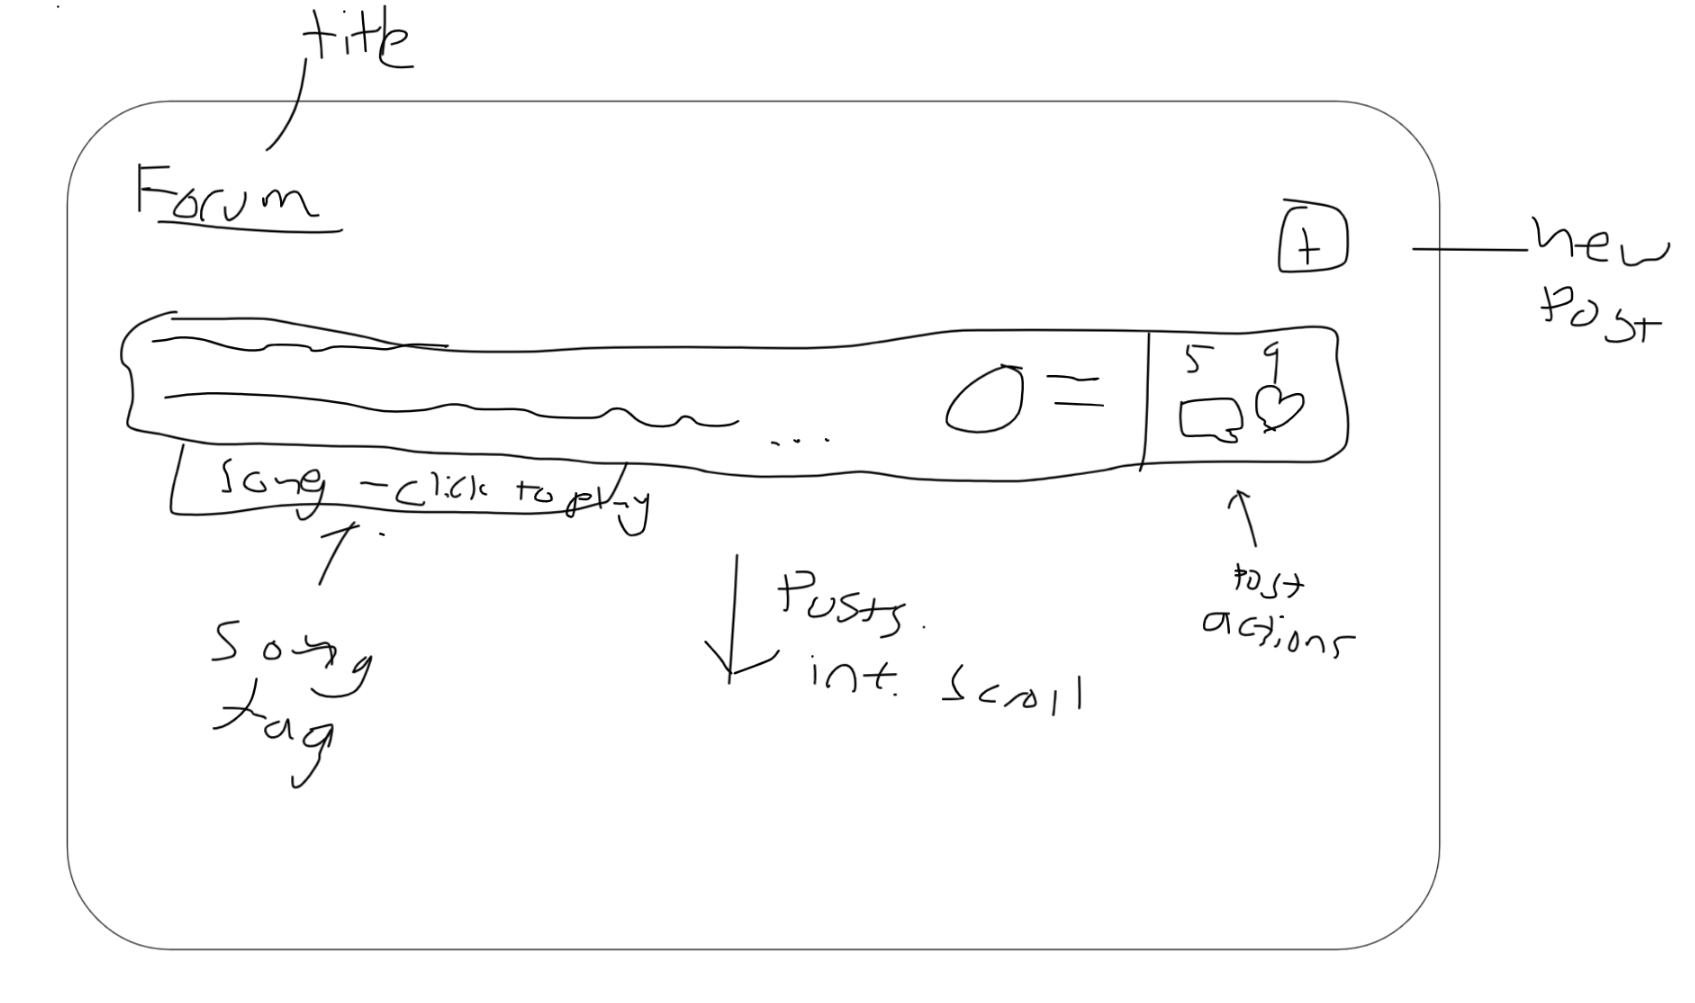 title
Forum
+
new
post
5 9
...
song - click to play
Posts
int. scroll
post
actions
song
tag